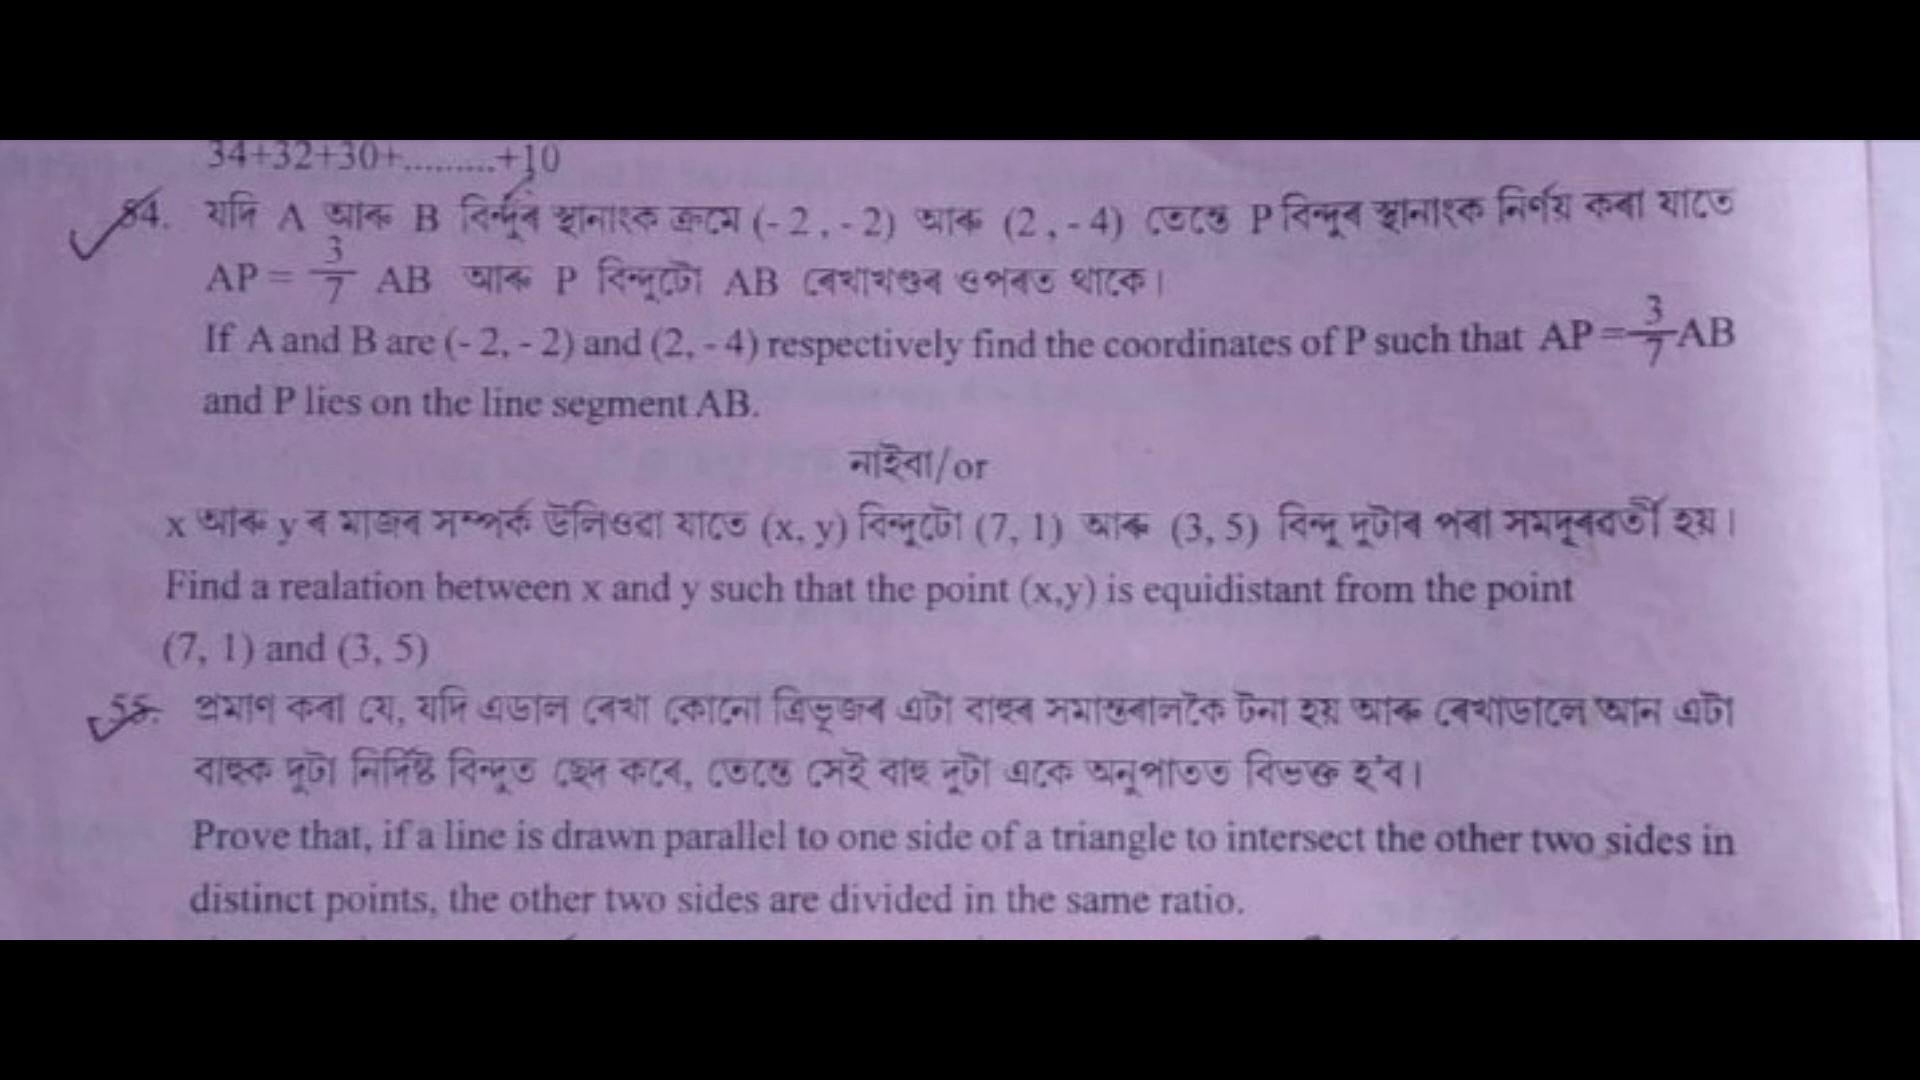 34+32+30+.........+10
54. যদি A আৰু B বিন্দুৰ স্থানাংক ক্ৰমে (- 2 , - 2) আৰু (2 , - 4) তেন্তে P বিন্দুৰ স্থানাংক নিৰ্ণয় কৰা যাতে
AP = 3/7 AB আৰু P বিন্দুটো AB ৰেখাখণ্ডৰ ওপৰত থাকে।
If A and B are (- 2, - 2) and (2, - 4) respectively find the coordinates of P such that AP = 3/7 AB
and P lies on the line segment AB.
নাইবা/or
x আৰু y ৰ মাজৰ সম্পৰ্ক উলিওৱা যাতে (x, y) বিন্দুটো (7, 1) আৰু (3, 5) বিন্দু দুটাৰ পৰা সমদূৰৱৰ্তী হয়।
Find a realation between x and y such that the point (x,y) is equidistant from the point
(7, 1) and (3, 5)
55. প্ৰমাণ কৰা যে, যদি এডাল ৰেখা কোনো ত্ৰিভূজৰ এটা বাহুৰ সমান্তৰালকৈ টনা হয় আৰু ৰেখাডালে আন এটা
বাহুক দুটা নিৰ্দিষ্ট বিন্দুত ছেদ কৰে, তেন্তে সেই বাহু দুটা একে অনুপাতত বিভক্ত হ'ব।
Prove that, if a line is drawn parallel to one side of a triangle to intersect the other two sides in
distinct points, the other two sides are divided in the same ratio.